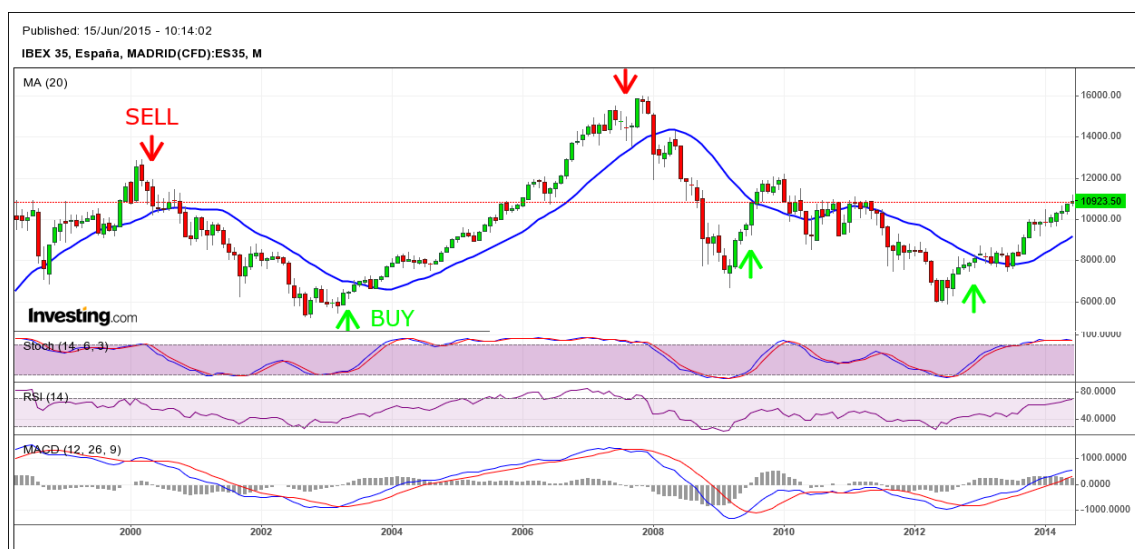 Published: 15/Jun/2015 - 10:14:02
IBEX 35, España, MADRID(CFD):ES35, M
MA (20)
16000.00
SELL
14000.00
12000.00
10923.50
10000.00
8000.00
6000.00
BUY
Investing.com
100.0000
Stoch (14, 6, 3)
80.0000
RSI (14)
40.0000
MACD (12, 26, 9)
1000.0000
0.0000
-1000.0000
2000 2002 2004 2006 2008 2010 2012 2014